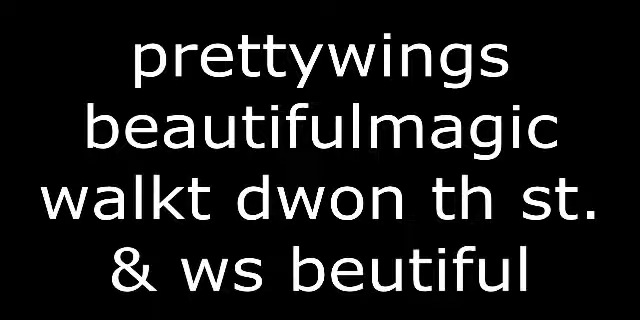 prettywings
beautifulmagic
walkt dwon th st.
& ws beutiful